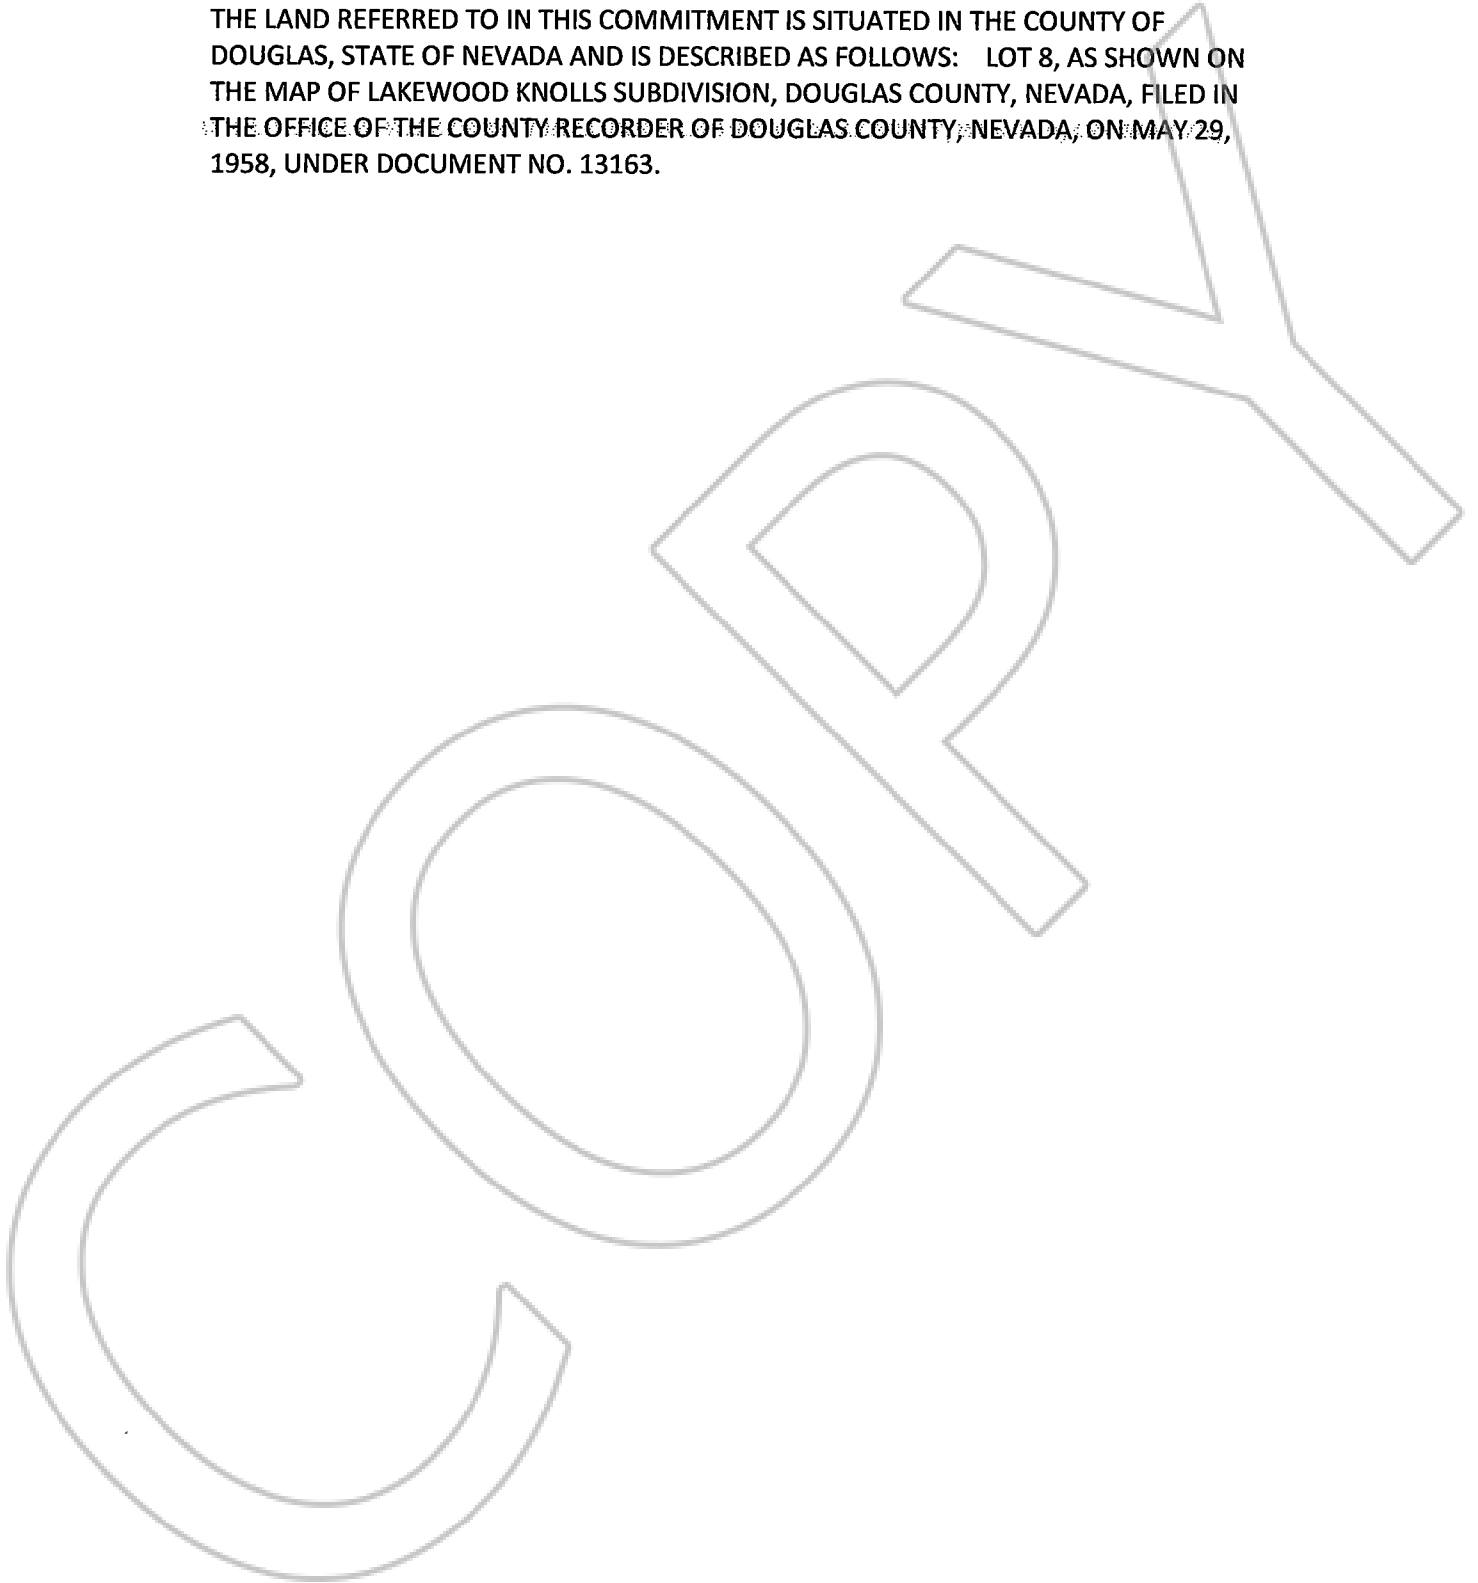 THE LAND REFERRED TO IN THIS COMMITMENT IS SITUATED IN THE COUNTY OF
DOUGLAS, STATE OF NEVADA AND IS DESCRIBED AS FOLLOWS: LOT 8, AS SHOWN ON
THE MAP OF LAKEWOOD KNOLLS SUBDIVISION, DOUGLAS COUNTY, NEVADA, FILED IN
THE OFFICE OF THE COUNTY RECORDER OF DOUGLAS COUNTY, NEVADA, ON MAY 29,
1958, UNDER DOCUMENT NO. 13163.
COPY